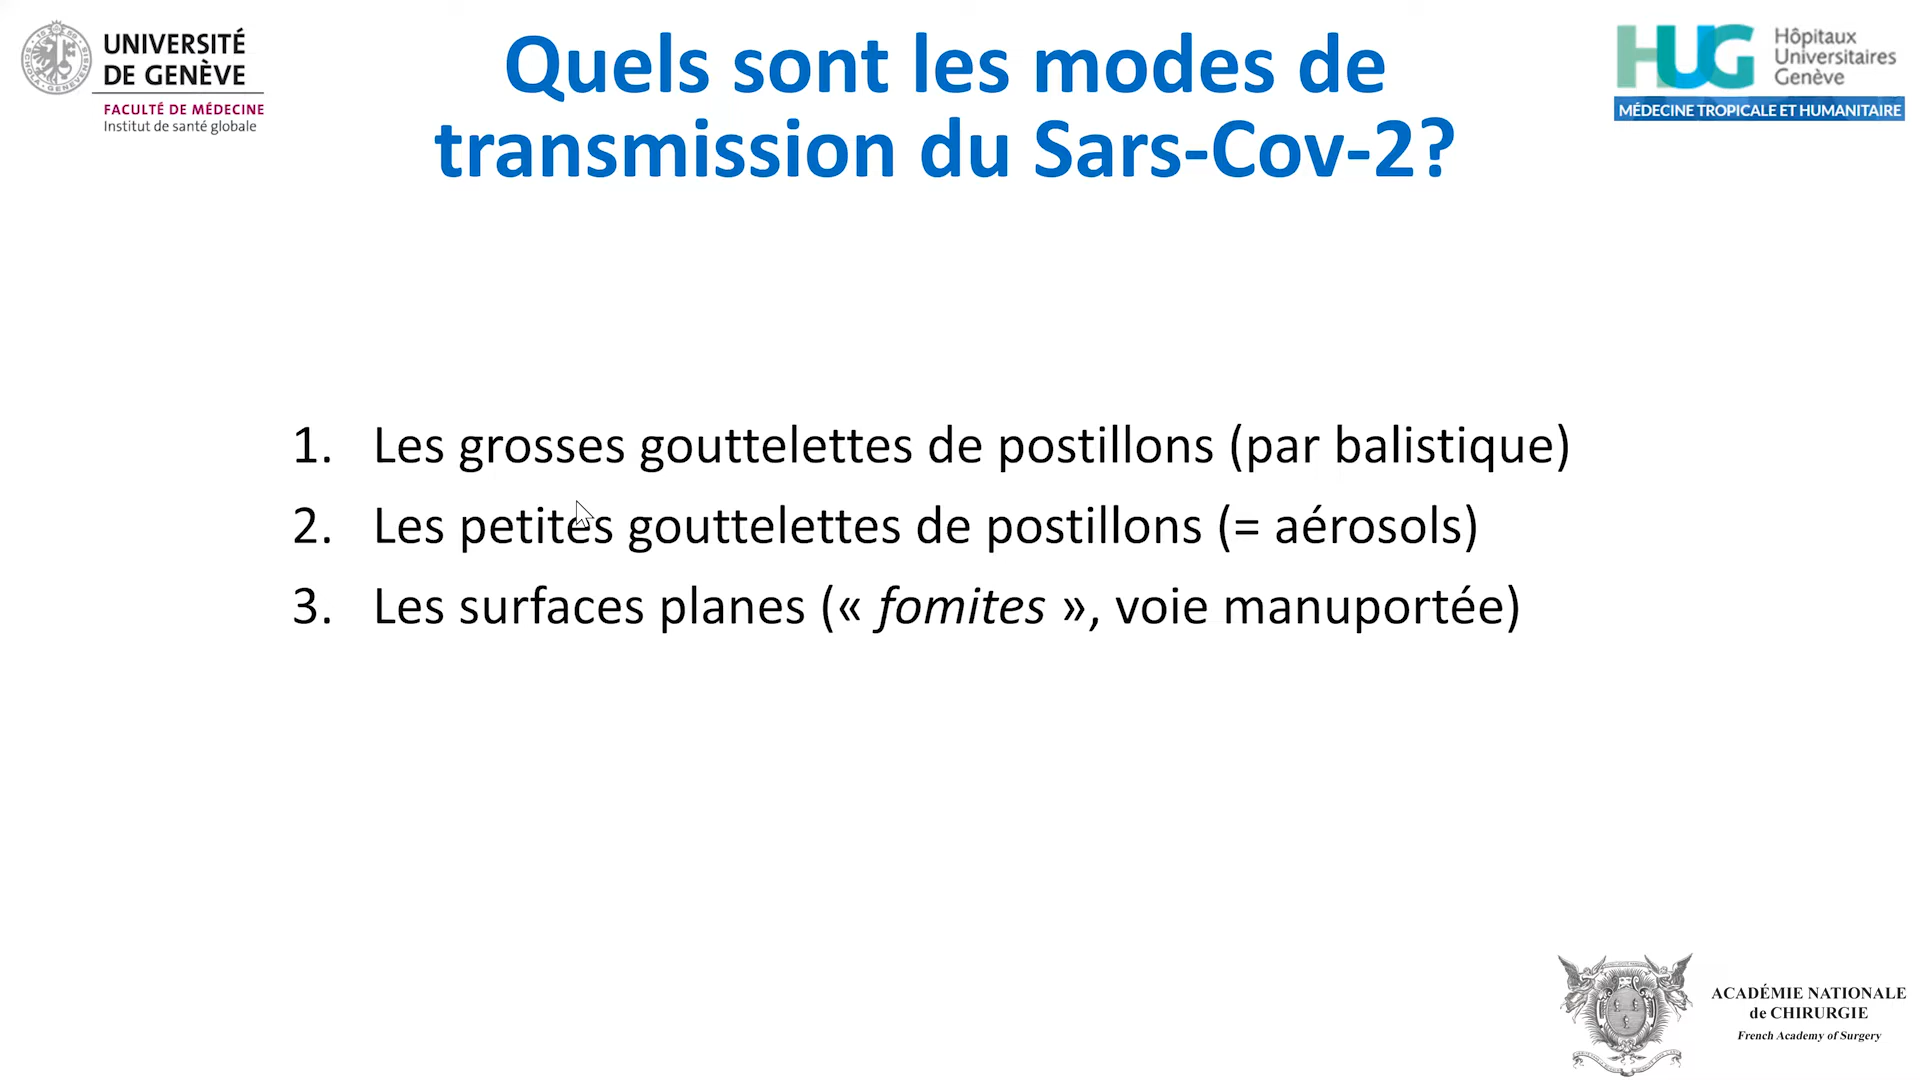 UNIVERSITÉ
DE GENÈVE
FACULTÉ DE MÉDECINE
Institut de santé globale
Quels sont les modes de
transmission du Sars-Cov-2?
HUG
Hôpitaux
Universitaires
Genève
MÉDECINE TROPICALE ET HUMANITAIRE
1. Les grosses gouttelettes de postillons (par balistique)
2. Les petites gouttelettes de postillons (= aérosols)
3. Les surfaces planes (« fomites », voie manuportée)
ACADÉMIE NATIONALE
de CHIRURGIE
French Academy of Surgery